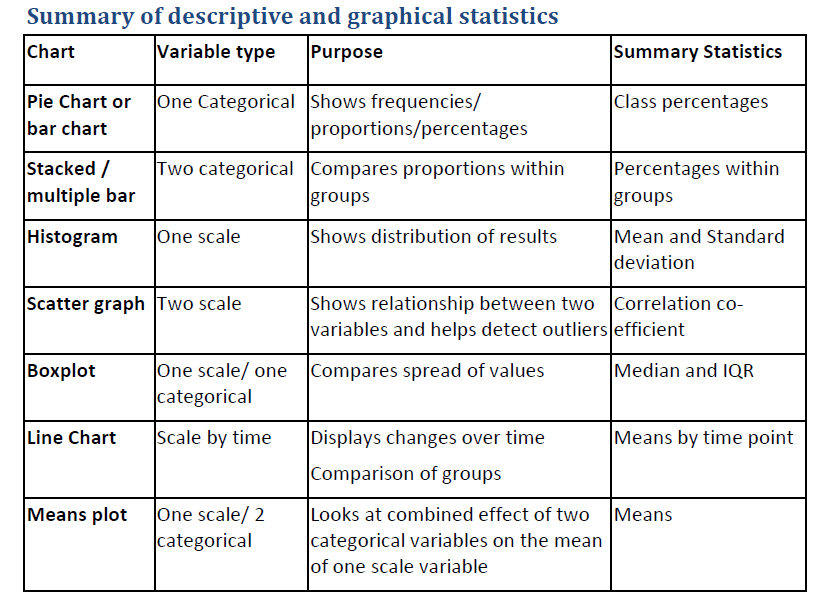 Summary of descriptive and graphical statistics
Chart
Variable type
Purpose
Summary Statistics
Pie Chart or
bar chart
One Categorical
Shows frequencies/
proportions/percentages
Class percentages
Stacked /
multiple bar
Two categorical
Compares proportions within
groups
Percentages within
groups
Histogram
One scale
Shows distribution of results
Mean and Standard
deviation
Scatter graph
Two scale
Shows relationship between two
variables and helps detect outliers
Correlation co-
efficient
Boxplot
One scale/ one
categorical
Compares spread of values
Median and IQR
Line Chart
Scale by time
Displays changes over time
Comparison of groups
Means by time point
Means plot
One scale/ 2
categorical
Looks at combined effect of two
categorical variables on the mean
of one scale variable
Means